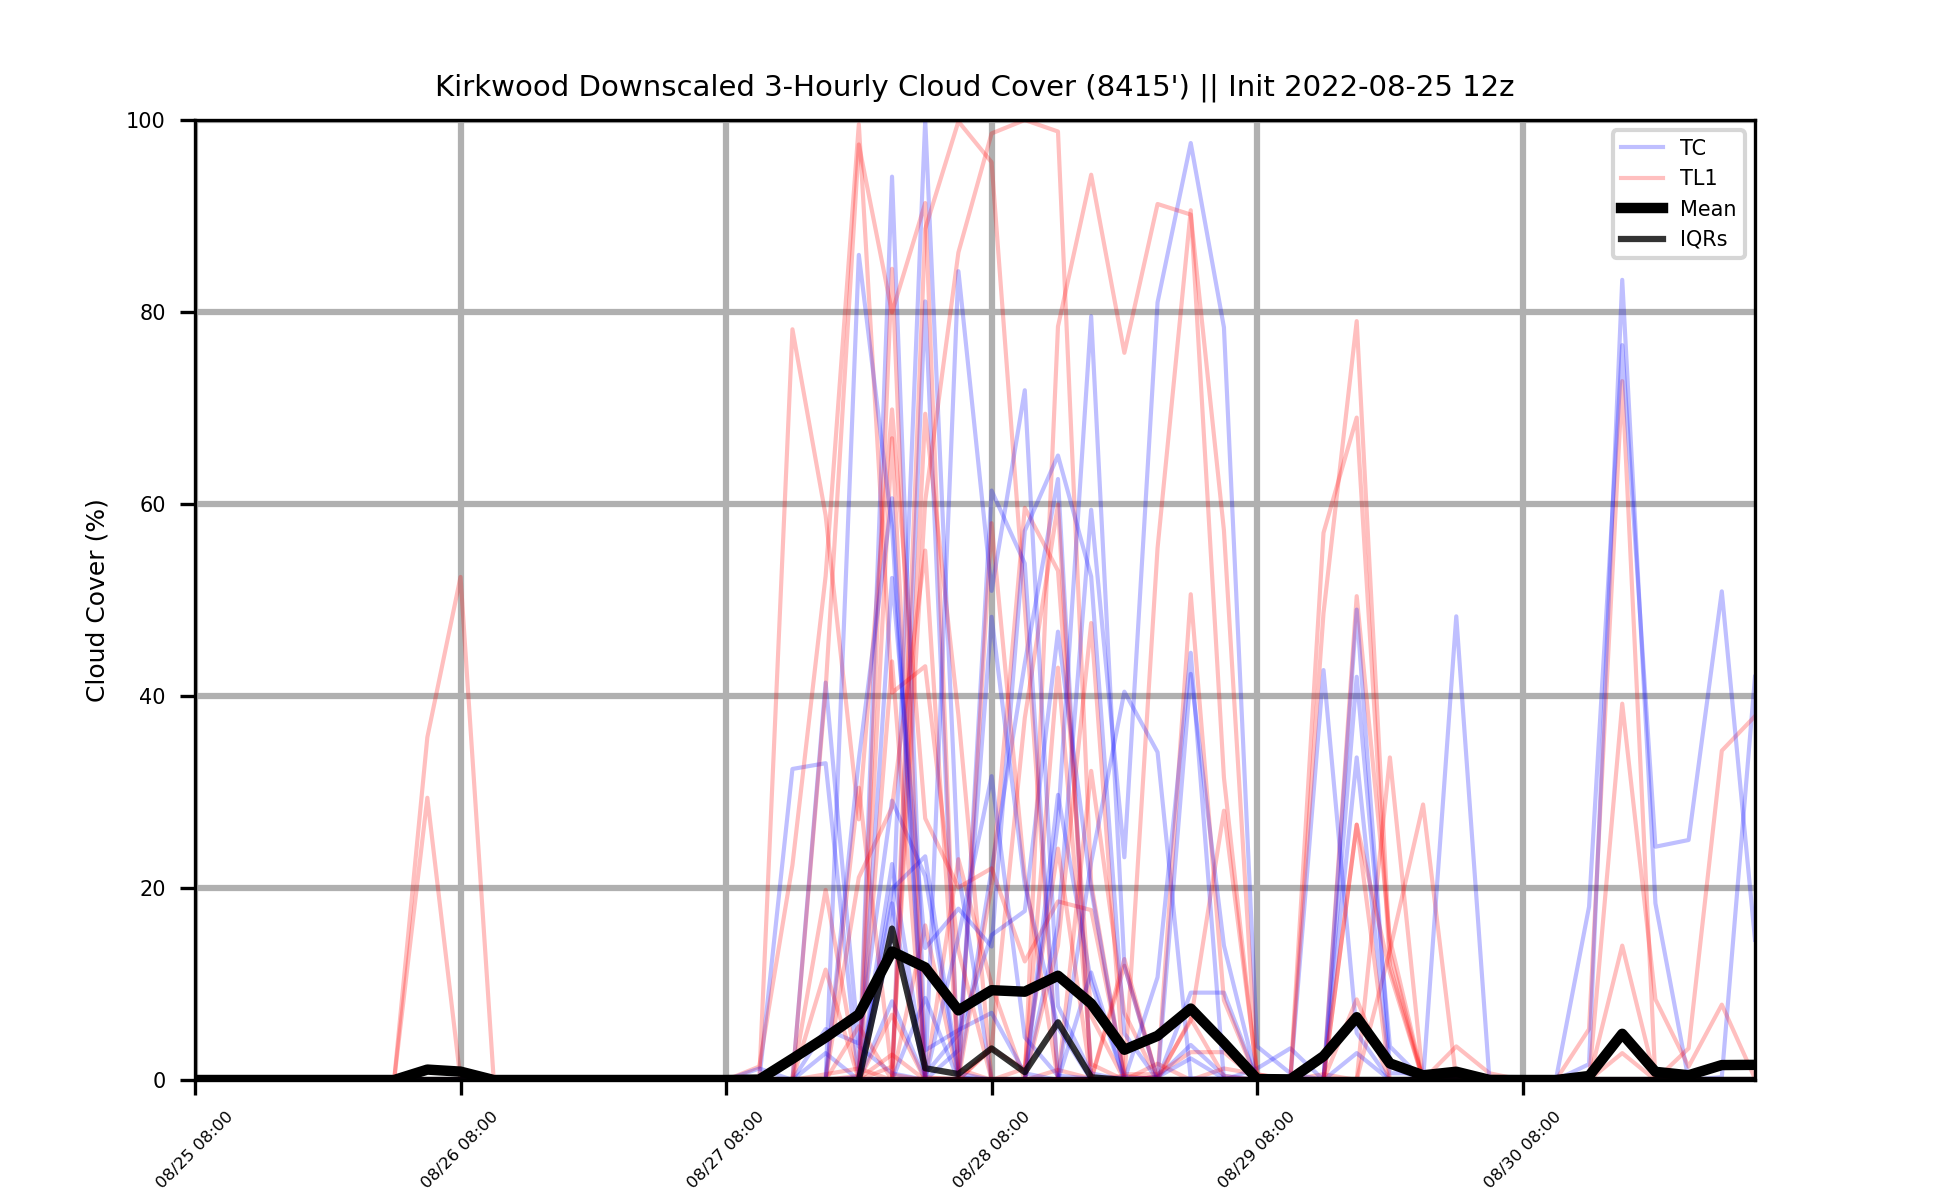 Kirkwood Downscaled 3-Hourly Cloud Cover (8415') || Init 2022-08-25 12z
100
80
60
40
20
0
Cloud Cover (%)
TC
TL1
Mean
IQRs
08/25 08:00
08/26 08:00
08/27 08:00
08/28 08:00
08/29 08:00
08/30 08:00